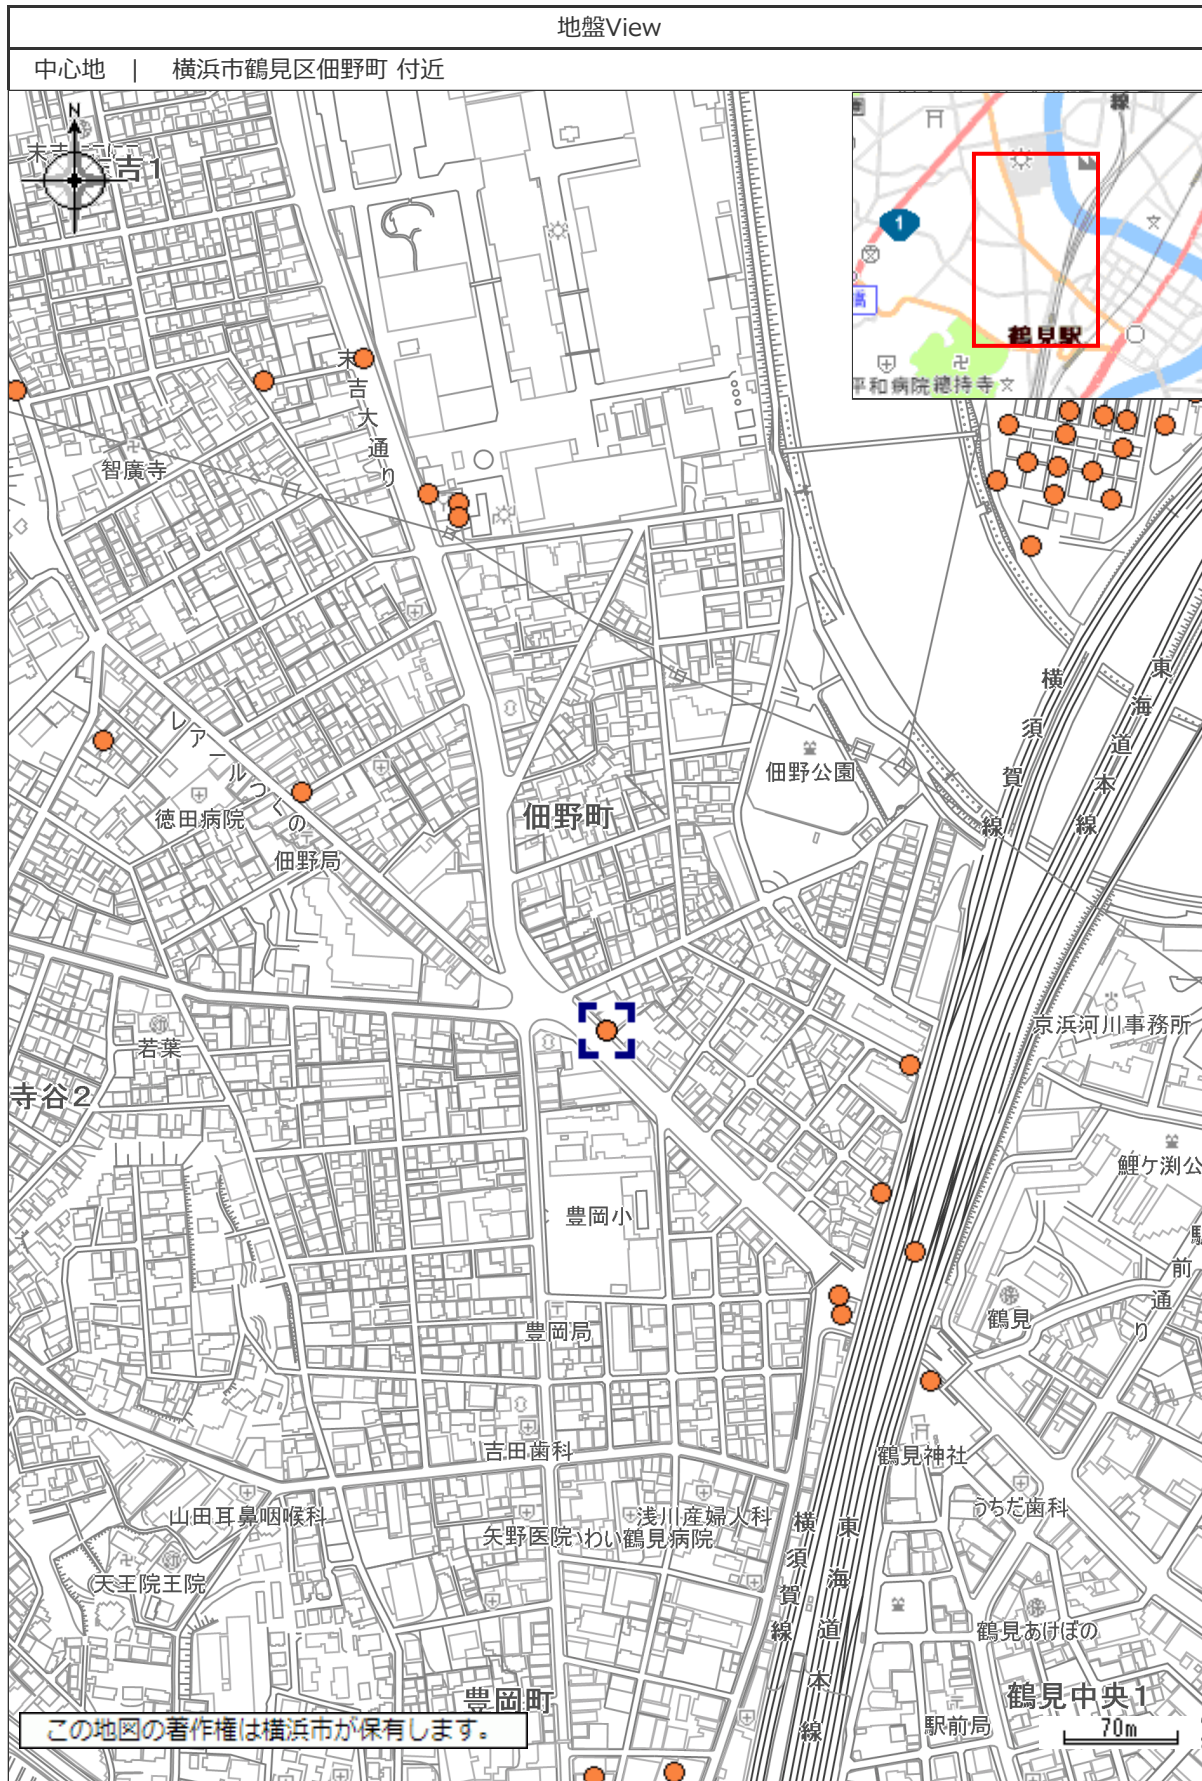 地盤View
中心地 | 横浜市鶴見区佃野町 付近
N
末吉1
1
鶴見駅
平和病院
總持寺
末吉大通り
智廣寺
横須賀線
東海道本線
レアールつくの
佃野公園
徳田病院
佃野町
佃野局
京浜河川事務所
若葉
寺谷2
鯉ケ渕公
豊岡小
駅前通り
鶴見
豊岡局
吉田歯科
鶴見神社
山田耳鼻咽喉科
浅川産婦人科
うちだ歯科
矢野医院
わい鶴見病院
横須賀線
東海道本線
天王院王院
鶴見あけぼの
豊岡町
鶴見中央1
駅前局
この地図の著作権は横浜市が保有します。
70m